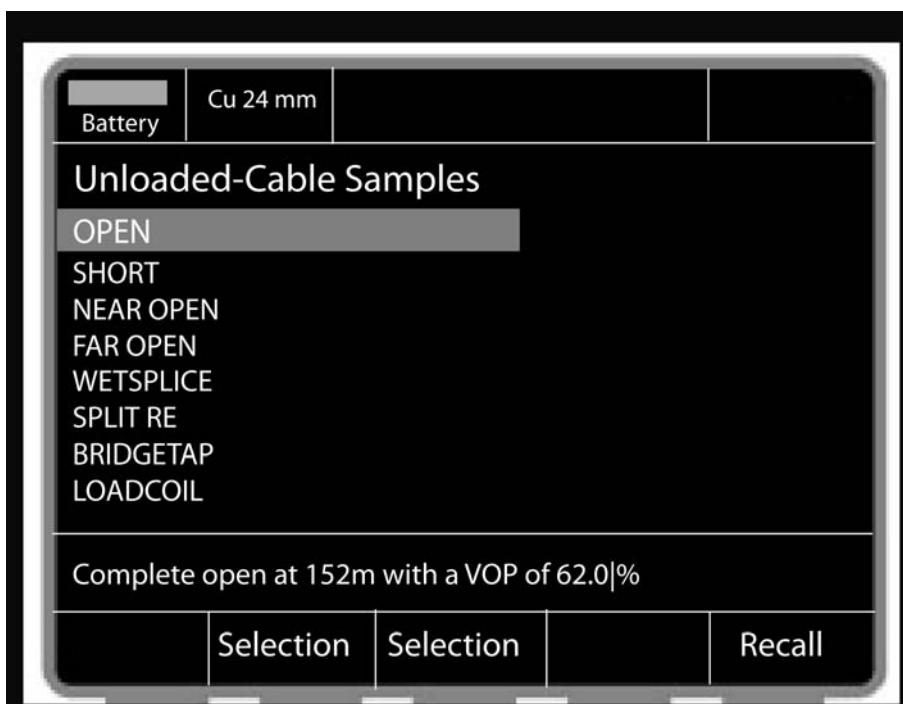 Battery
Cu 24 mm
Unloaded-Cable Samples
OPEN
SHORT
NEAR OPEN
FAR OPEN
WETSPLICE
SPLIT RE
BRIDGETAP
LOADCOIL
Complete open at 152m with a VOP of 62.0|%
Selection Selection Recall